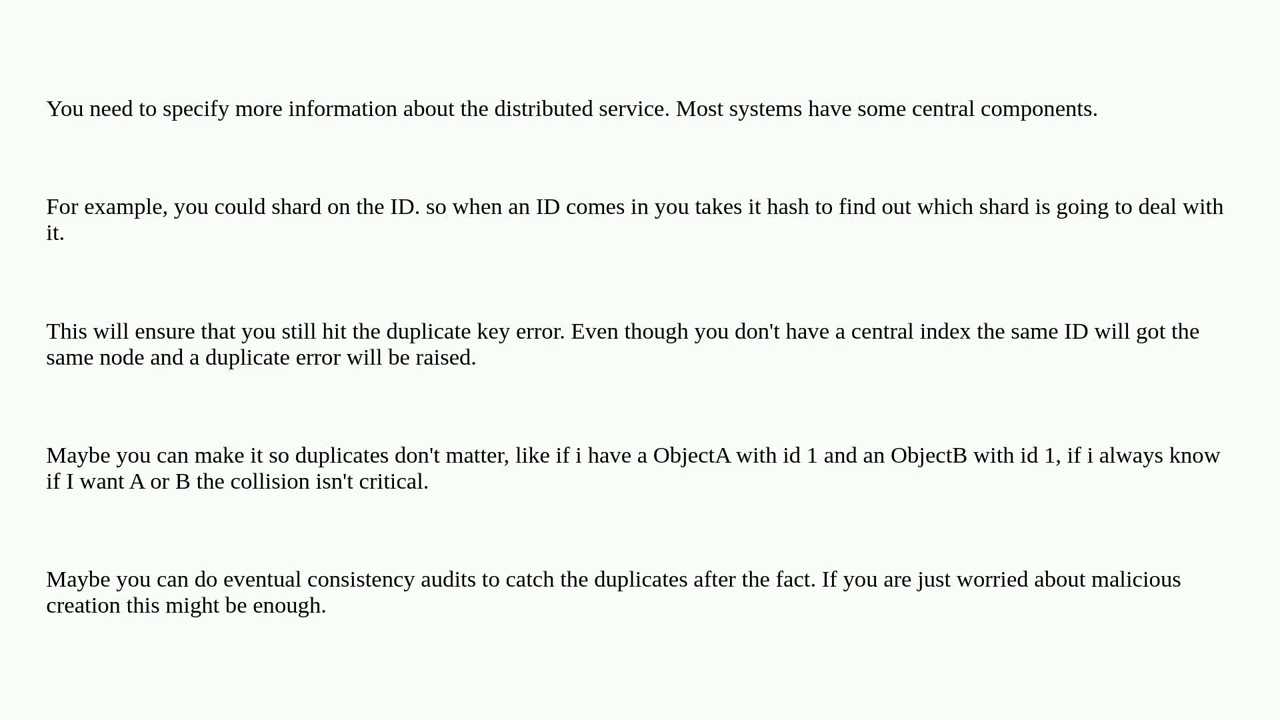 You need to specify more information about the distributed service. Most systems have some central components.
For example, you could shard on the ID. so when an ID comes in you takes it hash to find out which shard is going to deal with
it.
This will ensure that you still hit the duplicate key error. Even though you don't have a central index the same ID will got the
same node and a duplicate error will be raised.
Maybe you can make it so duplicates don't matter, like if i have a ObjectA with id 1 and an ObjectB with id 1, if i always know
if I want A or B the collision isn't critical.
Maybe you can do eventual consistency audits to catch the duplicates after the fact. If you are just worried about malicious
creation this might be enough.